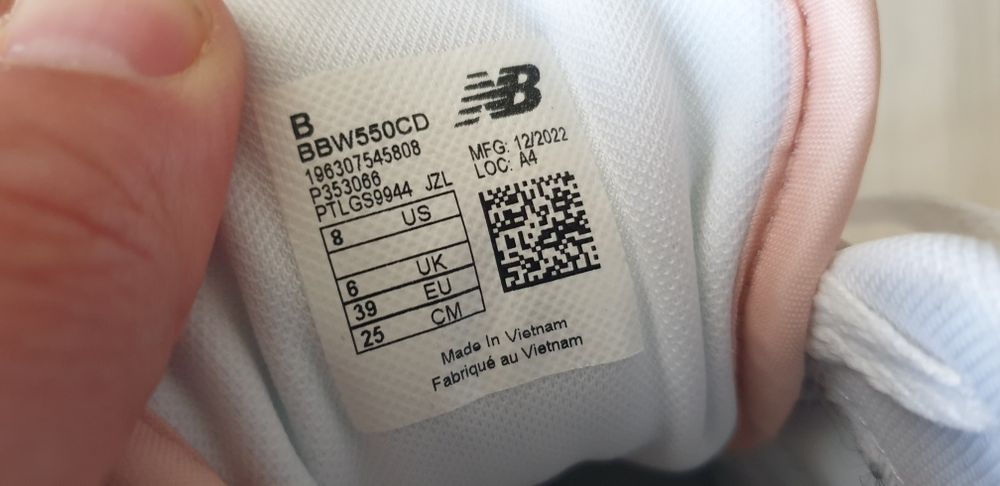 B
BBW550CD
196307545808
P353066
PTLGS9944 JZL
8 US
6 UK
39 EU
25 CM
NB
MFG: 12/2022
LOC: A4
Made In Vietnam
Fabriqué au Vietnam